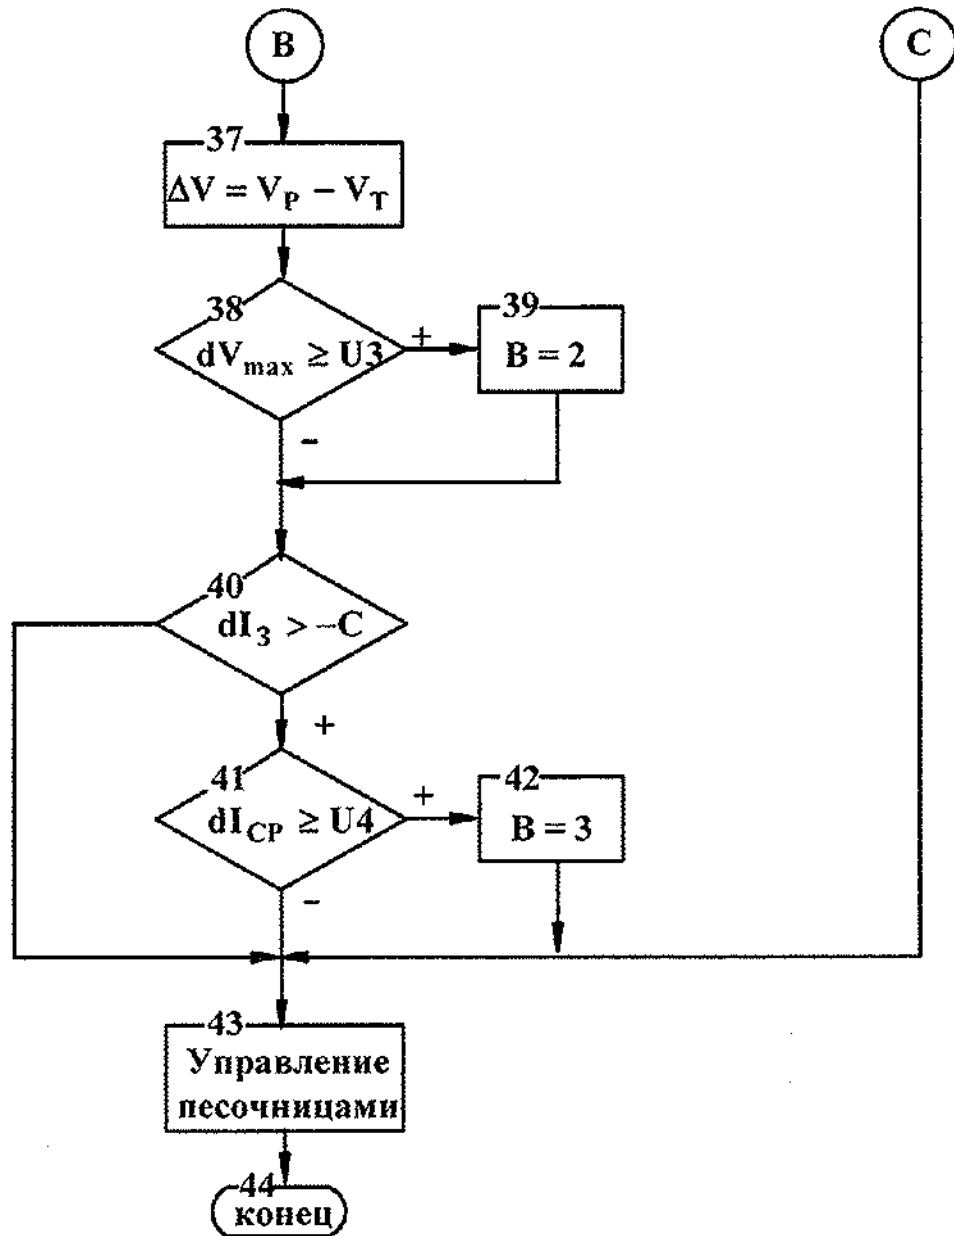 В
С
37
ΔV = V_P − V_T
38
dV_max ≥ U3
+
39
В = 2
-
40
dI_3 > −C
+
41
dI_CP ≥ U4
+
42
В = 3
-
43
Управление
песочницами
44
конец